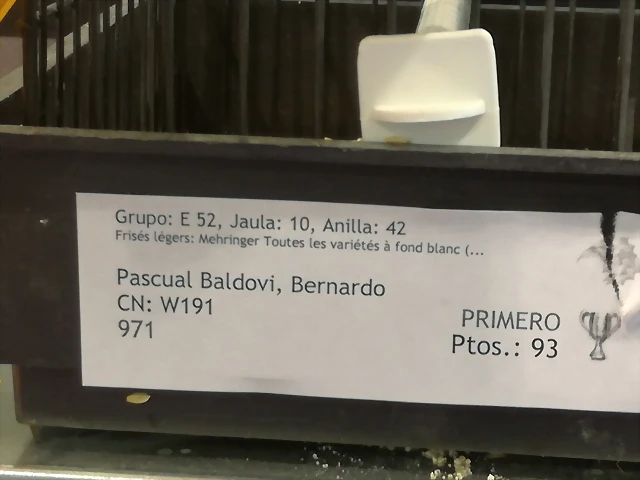 Grupo: E 52, Jaula: 10, Anilla: 42
Frisés légers: Mehringer Toutes les variétés à fond blanc (...
Pascual Baldovi, Bernardo
CN: W191
971
PRIMERO
Ptos.: 93